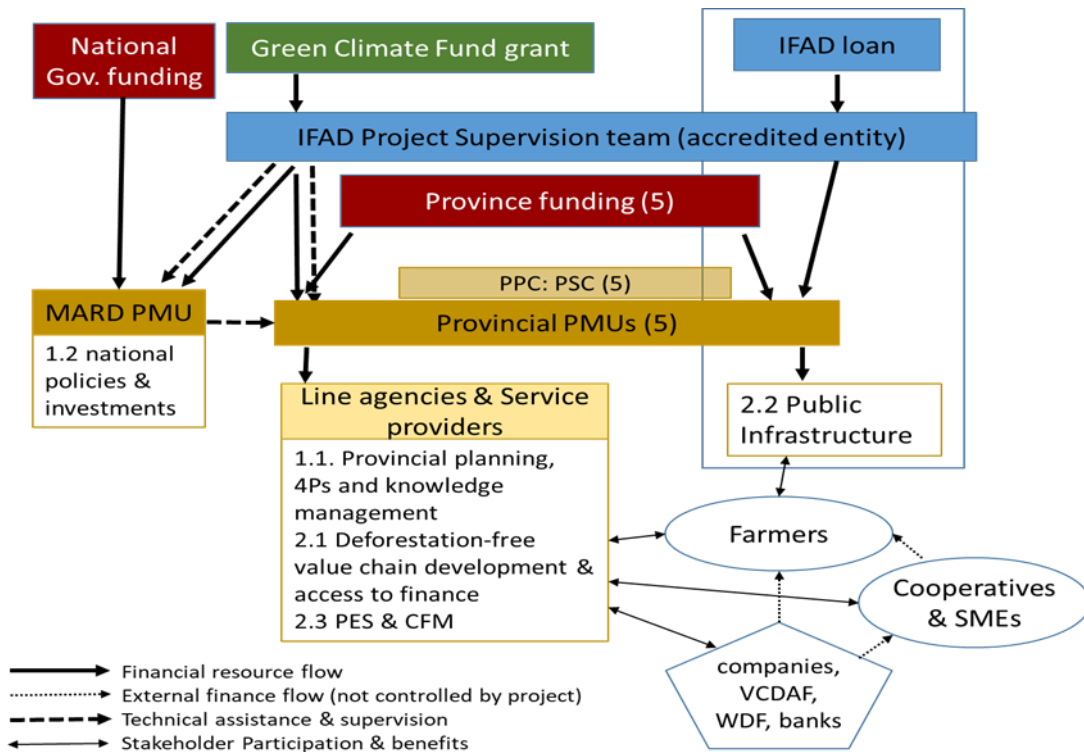 National
Gov. funding
Green Climate Fund grant
IFAD loan
IFAD Project Supervision team (accredited entity)
Province funding (5)
PPC: PSC (5)
MARD PMU
Provincial PMUs (5)
1.2 national
policies &
investments
Line agencies & Service
providers
1.1. Provincial planning,
4Ps and knowledge
management
2.1 Deforestation-free
value chain development &
access to finance
2.3 PES & CFM
2.2 Public
Infrastructure
Farmers
Cooperatives
& SMEs
companies,
VCDAF,
WDF, banks
Financial resource flow
External finance flow (not controlled by project)
Technical assistance & supervision
Stakeholder Participation & benefits